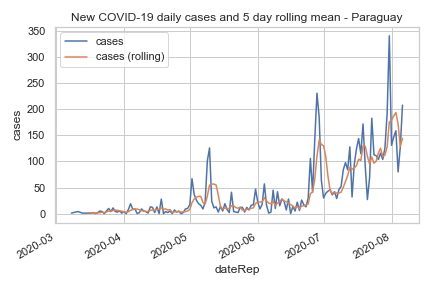 New COVID-19 daily cases and 5 day rolling mean - Paraguay
cases
cases (rolling)
350
300
250
200
150
100
50
0
cases
2020-03
2020-04
2020-05
2020-06
2020-07
2020-08
dateRep